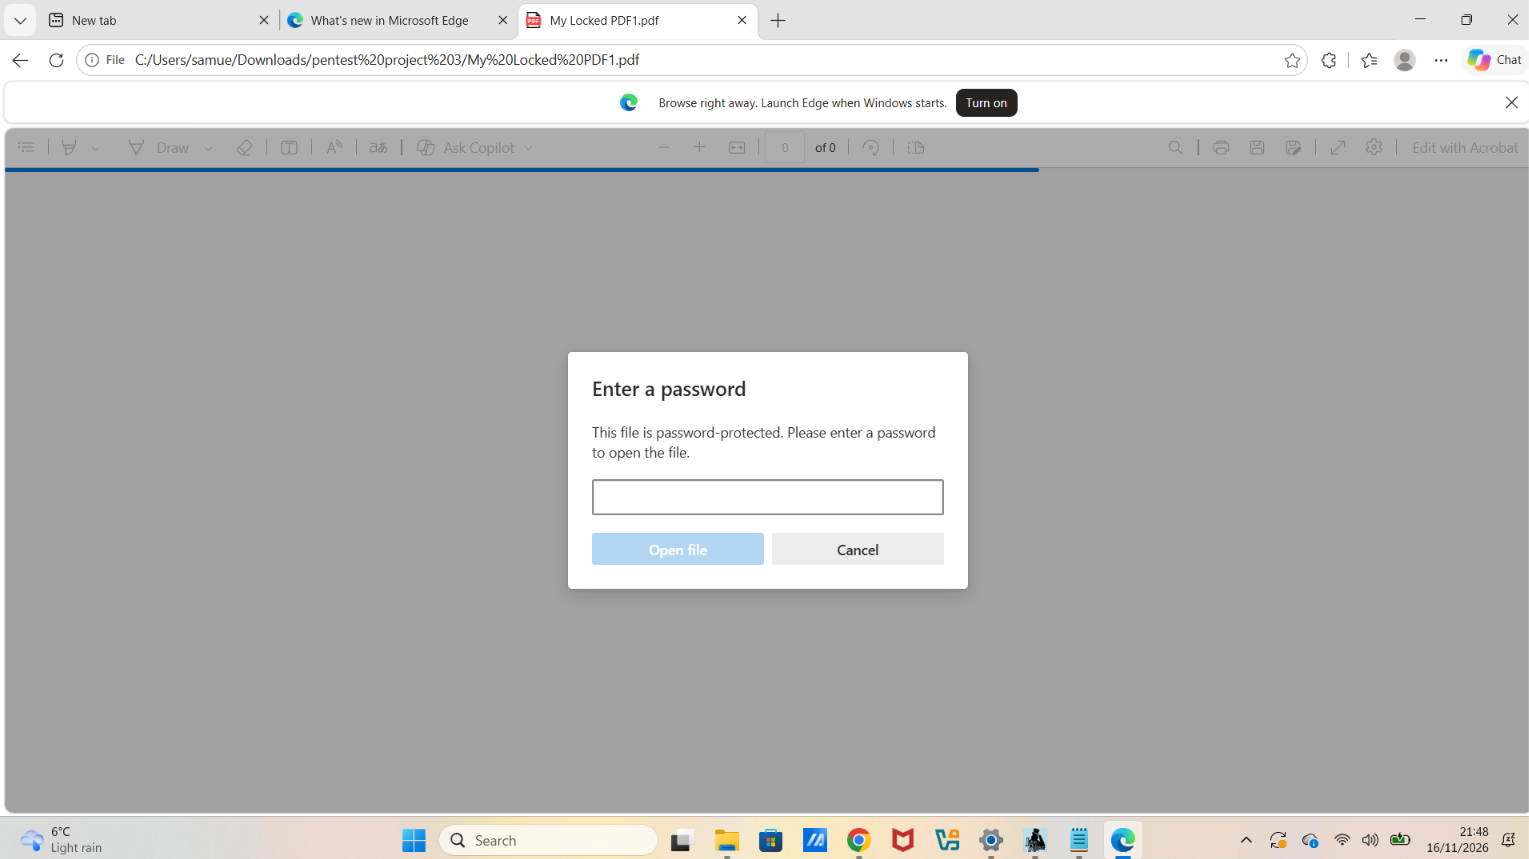 New tab
What's new in Microsoft Edge
My Locked PDF1.pdf
File C:/Users/samue/Downloads/pentest%20project%203/My%20Locked%20PDF1.pdf
Chat
Browse right away. Launch Edge when Windows starts. Turn on
Draw
aあ
Ask Copilot
0 of 0
Edit with Acrobat
Enter a password
This file is password-protected. Please enter a password
to open the file.
Open file Cancel
6°C
Light rain
Search
21:48
16/11/2026